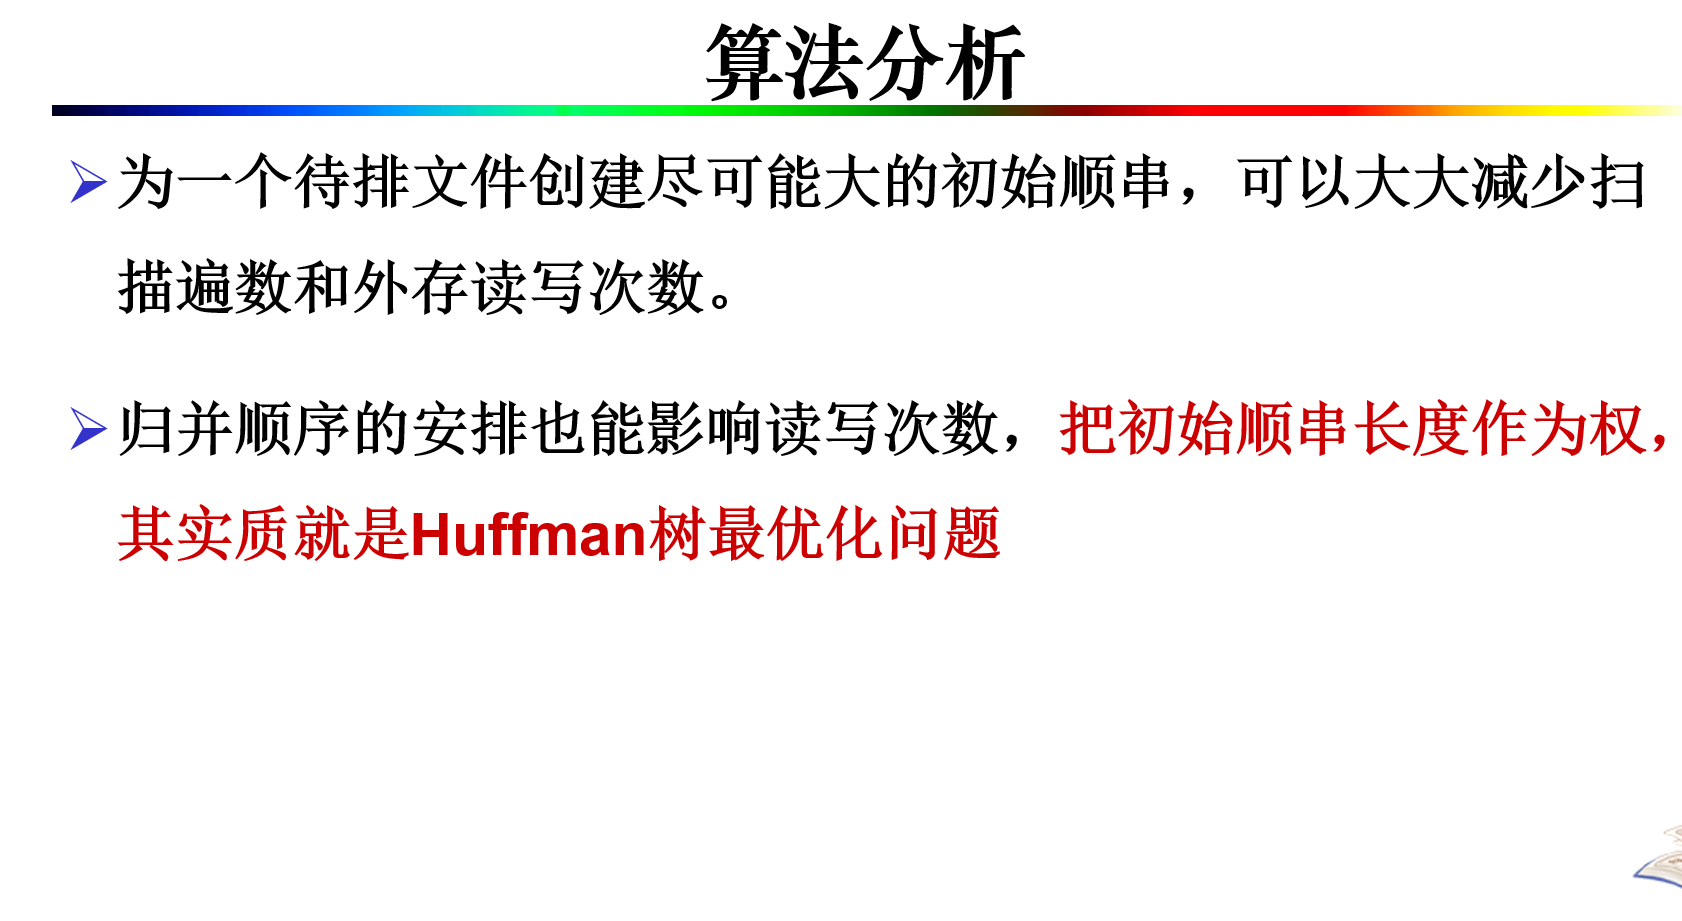 算法分析
为一个待排文件创建尽可能大的初始顺串，可以大大减少扫
描遍数和外存读写次数。
归并顺序的安排也能影响读写次数，把初始顺串长度作为权，
其实质就是Huffman树最优化问题